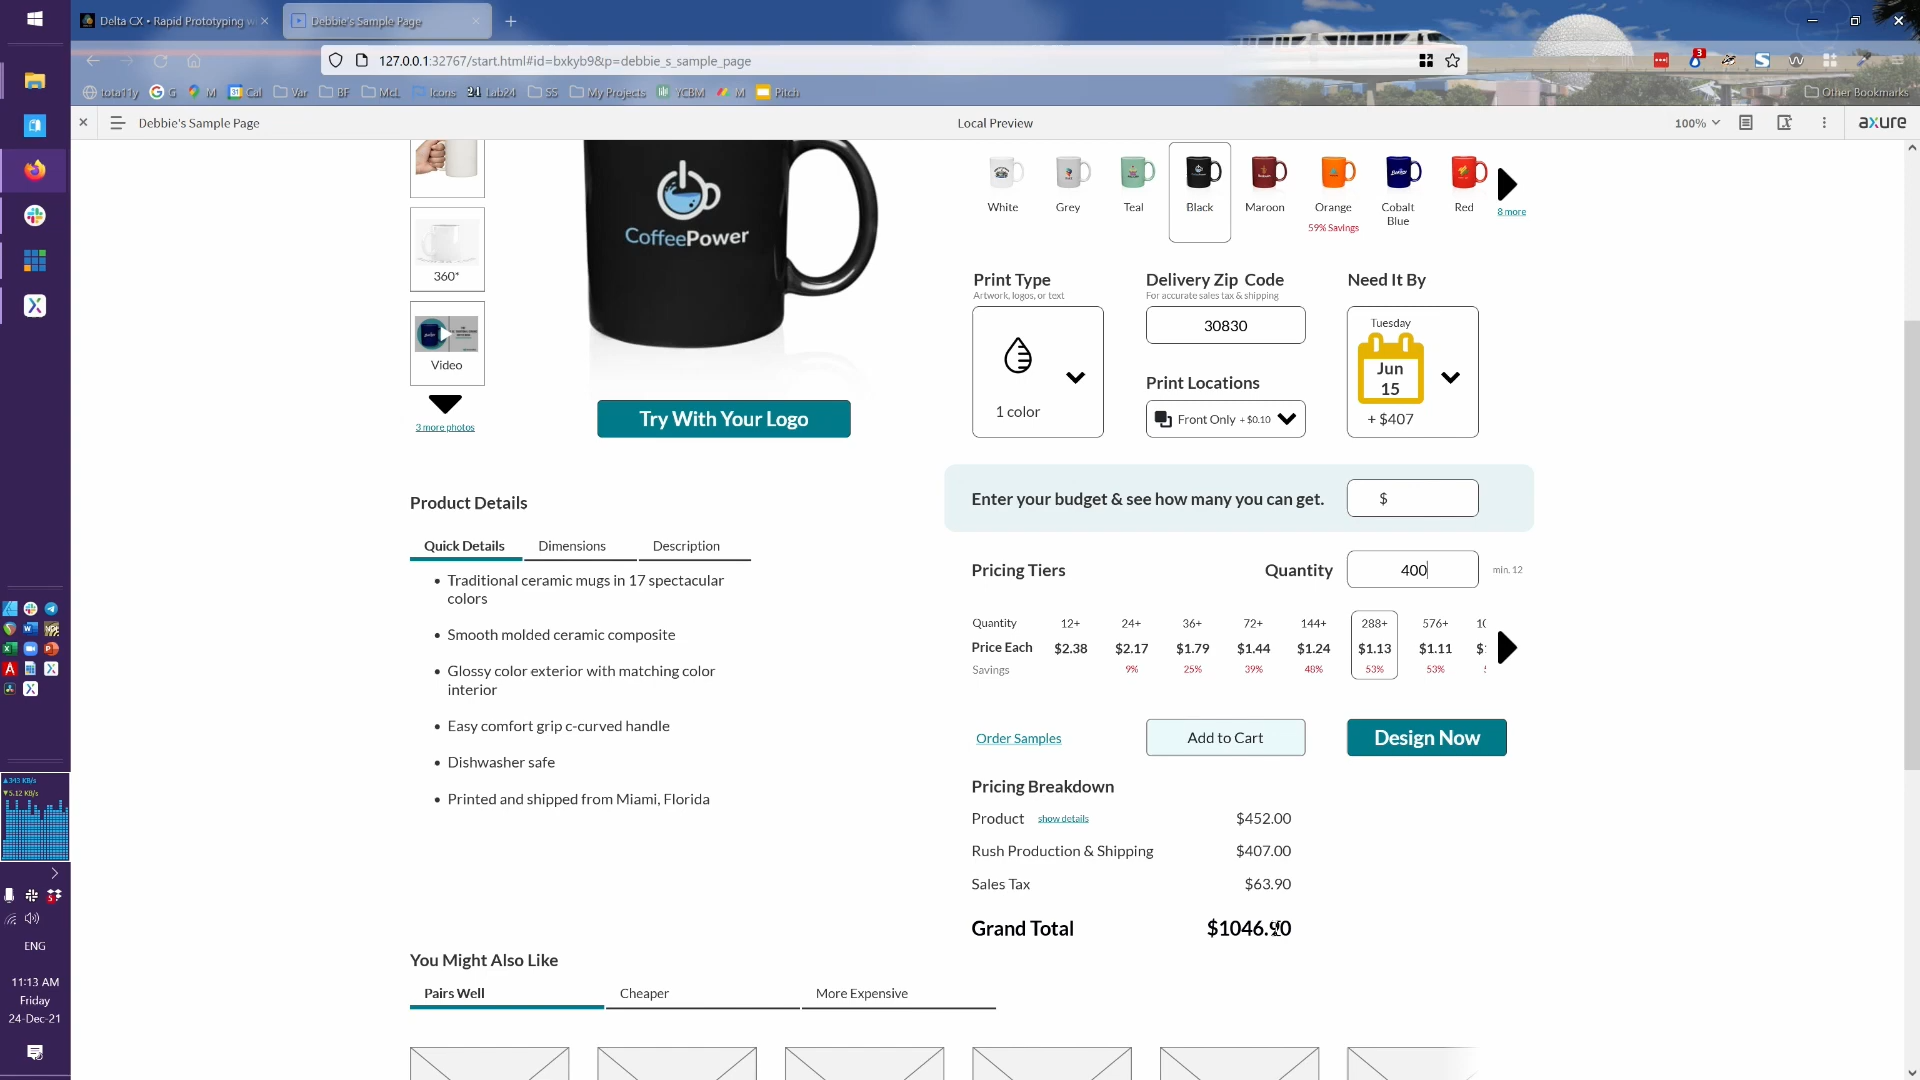 Delta CX • Rapid Prototyping w
Debbie's Sample Page
127.0.0.1:32767/start.html#id=bxkyb9&p=debbie_s_sample_page
3
tota11y
G
M
Cal
Var
BF
McL
Icons
Lab24
SS
My Projects
YCBM
M
Pitch
Other Bookmarks
Debbie's Sample Page
Local Preview
100%
axure
CoffeePower
360°
Video
3 more photos
Try With Your Logo
White
Grey
Teal
Black
Maroon
Orange
59% Savings
Cobalt
Blue
Red
8 more
Print Type
Artwork, logos, or text
1 color
Delivery Zip Code
For accurate sales tax & shipping
30830
Print Locations
Front Only + $0.10
Need It By
Tuesday
Jun
15
+ $407
Enter your budget & see how many you can get.
$
Pricing Tiers
Quantity
400
min. 12
Quantity 12+ 24+ 36+ 72+ 144+ 288+ 576+ 10
Price Each $2.38 $2.17 $1.79 $1.44 $1.24 $1.13 $1.11 $
Savings 9% 25% 39% 48% 53% 53%
Order Samples
Add to Cart
Design Now
Pricing Breakdown
Product show details $452.00
Rush Production & Shipping $407.00
Sales Tax $63.90
Grand Total $1046.90
Product Details
Quick Details
Dimensions
Description
• Traditional ceramic mugs in 17 spectacular
colors
• Smooth molded ceramic composite
• Glossy color exterior with matching color
interior
• Easy comfort grip c-curved handle
• Dishwasher safe
• Printed and shipped from Miami, Florida
You Might Also Like
Pairs Well
Cheaper
More Expensive
343 KB/s
5.12 KB/s
ENG
11:13 AM
Friday
24-Dec-21